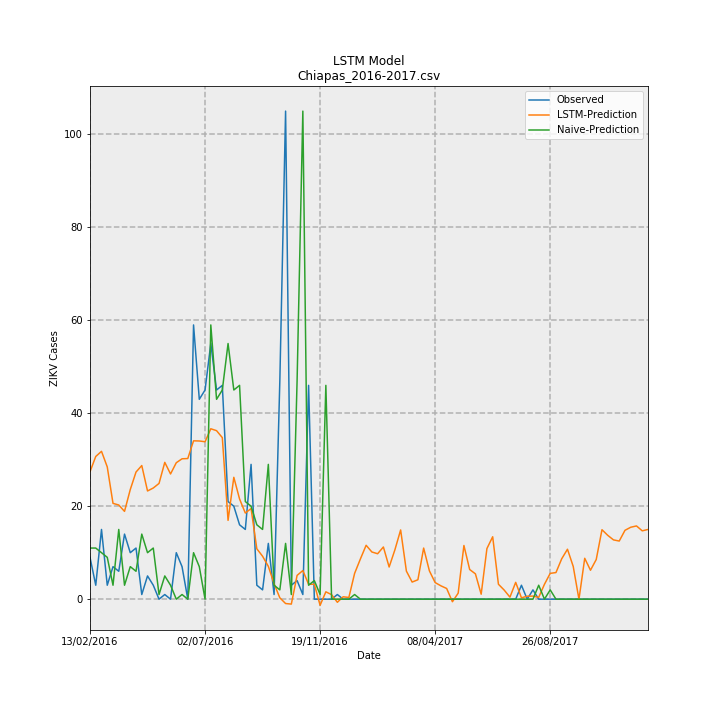 LSTM Model
Chiapas_2016-2017.csv
Observed
LSTM-Prediction
Naive-Prediction
100
80
60
40
20
0
ZIKV Cases
13/02/2016
02/07/2016
19/11/2016
08/04/2017
26/08/2017
Date